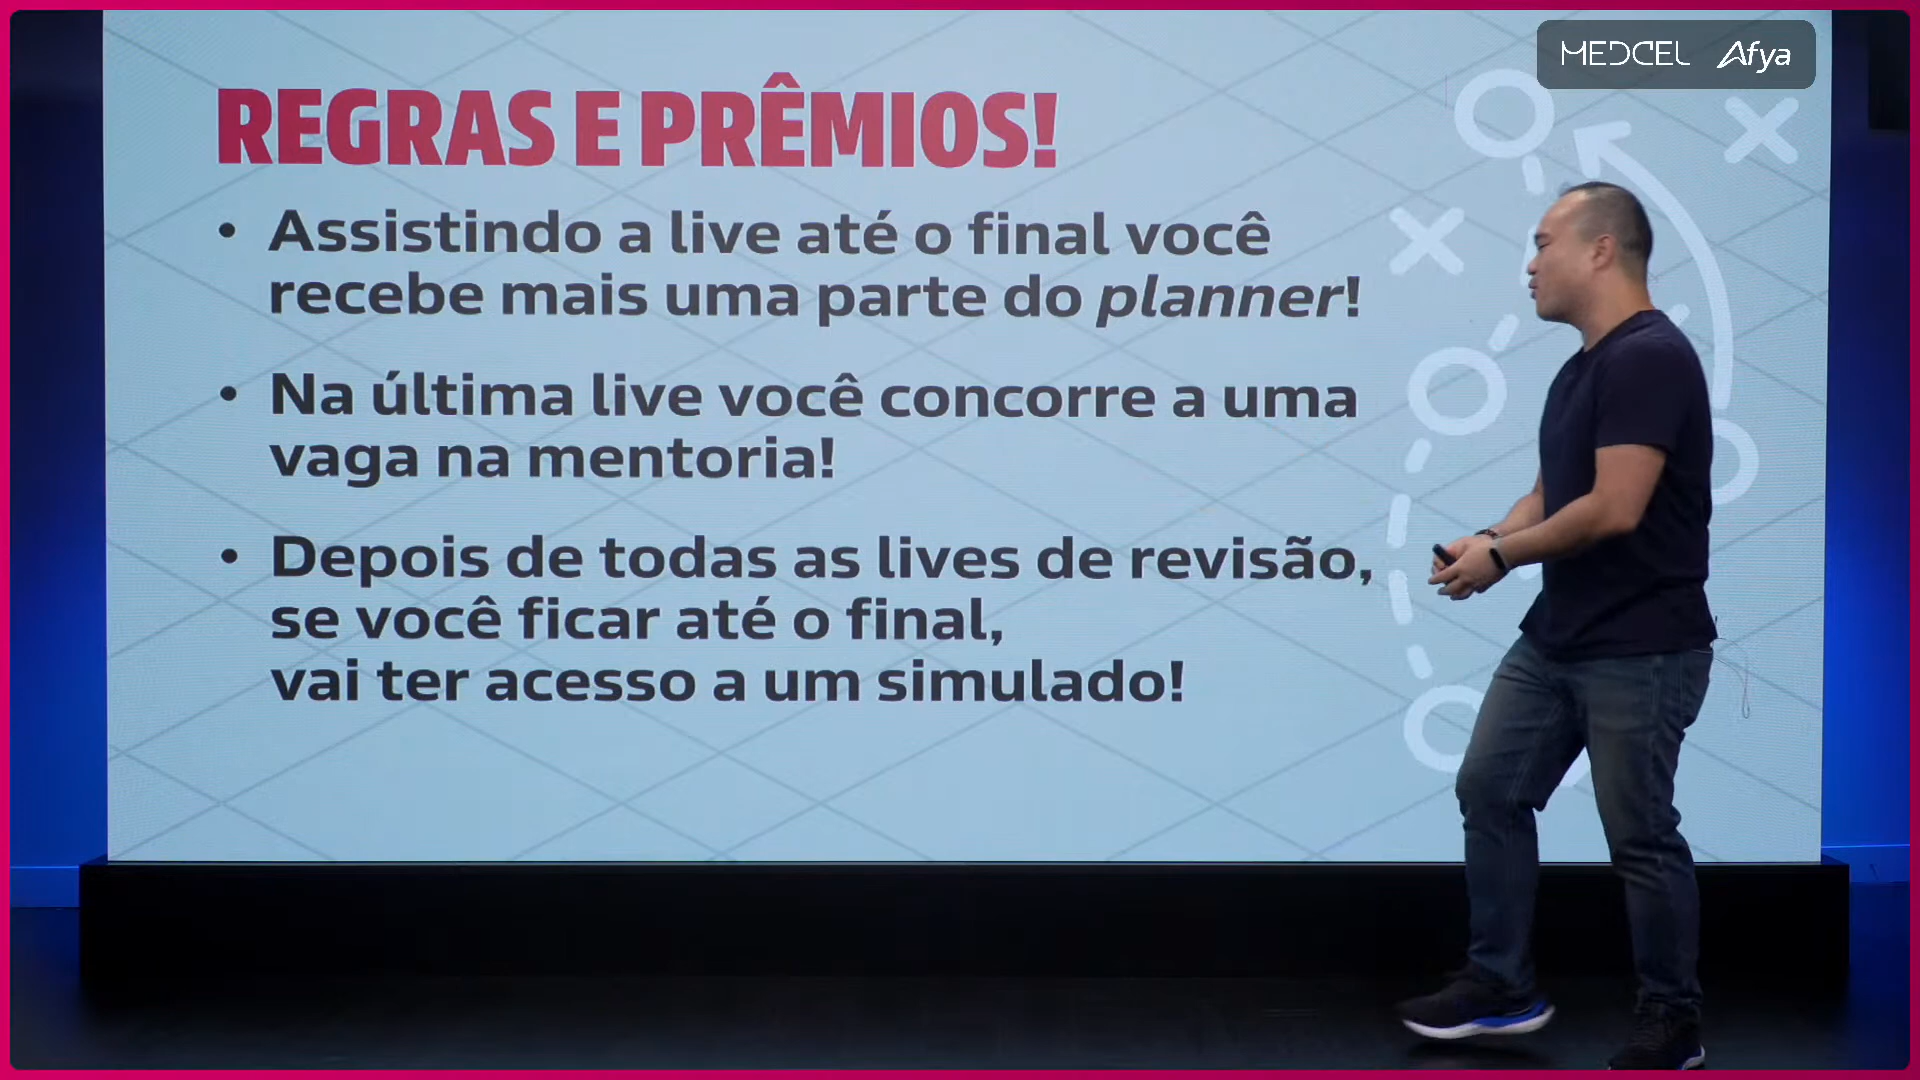 MEDCEL Afya
REGRAS E PRÊMIOS!
• Assistindo a live até o final você
recebe mais uma parte do planner!
• Na última live você concorre a uma
vaga na mentoria!
• Depois de todas as lives de revisão,
se você ficar até o final,
vai ter acesso a um simulado!